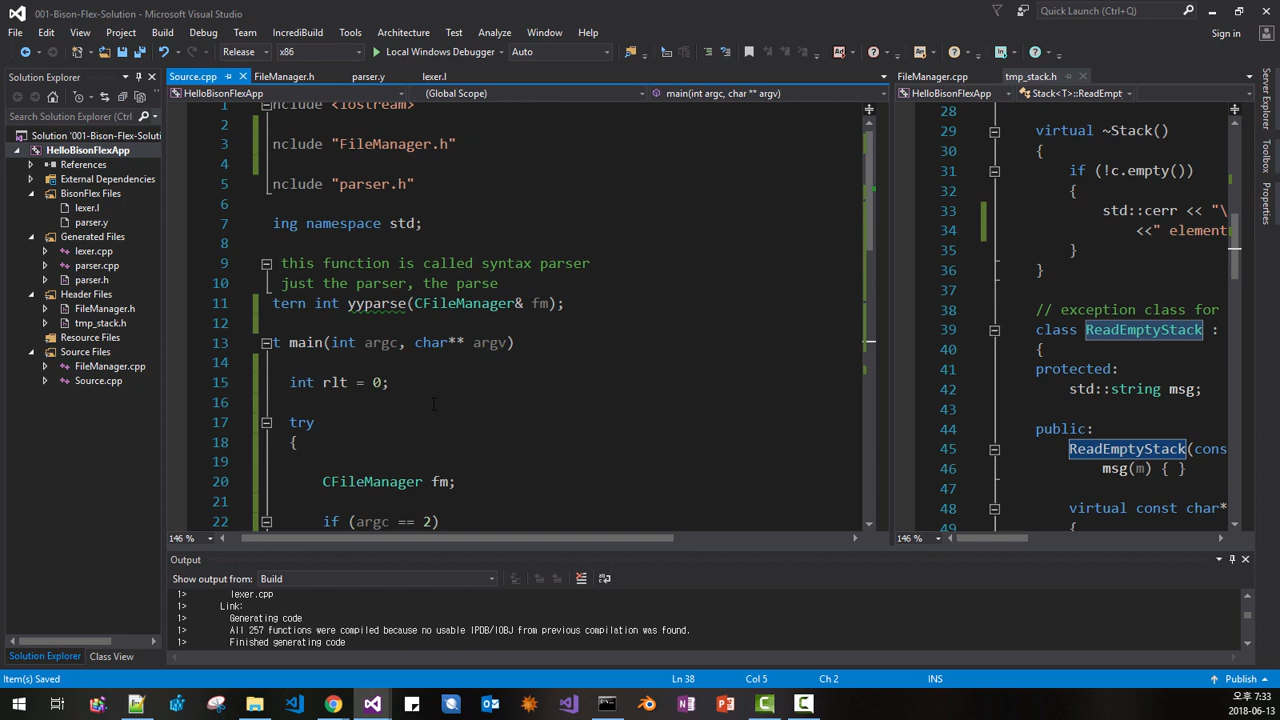 001-Bison-Flex-Solution - Microsoft Visual Studio
Quick Launch (Ctrl+Q)
File Edit View Project Build Debug Team IncrediBuild Tools Architecture Test Analyze Window Help
Sign in
Release x86 Local Windows Debugger Auto
Solution Explorer
Search Solution Explorer (Ctrl
Solution '001-Bison-Flex-Soluti
HelloBisonFlexApp
References
External Dependencies
BisonFlex Files
lexer.l
parser.y
Generated Files
lexer.cpp
parser.cpp
parser.h
Header Files
FileManager.h
tmp_stack.h
Resource Files
Source Files
FileManager.cpp
Source.cpp
Solution Explorer Class View
Source.cpp FileManager.h parser.y lexer.l
HelloBisonFlexApp (Global Scope) main(int argc, char ** argv)
1 nclude <iostream>
2
3 nclude "FileManager.h"
4
5 nclude "parser.h"
6
7 ing namespace std;
8
9 this function is called syntax parser
10 just the parser, the parse
11 tern int yyparse(CFileManager& fm);
12
13 t main(int argc, char** argv)
14
15 int rlt = 0;
16
17 try
18 {
19
20 CFileManager fm;
21
22 if (argc == 2)
146 %
FileManager.cpp tmp_stack.h
HelloBisonFlexApp Stack<T>::ReadEmpt
28
29 virtual ~Stack()
30 {
31 if (!c.empty())
32 {
33 std::cerr << "\
34 <<" element
35 }
36 }
37
38 // exception class for
39 class ReadEmptyStack :
40 {
41 protected:
42 std::string msg;
43
44 public:
45 ReadEmptyStack(cons
46 msg(m) { }
47
48 virtual const char*
49 {
146 %
Server Explorer
Toolbox
Properties
Output
Show output from: Build
1> lexer.cpp
1> Link:
1> Generating code
1> All 257 functions were compiled because no usable IPDB/IOBJ from previous compilation was found.
1> Finished generating code
Item(s) Saved Ln 38 Col 5 Ch 2 INS Publish
오후 7:33
2018-06-13